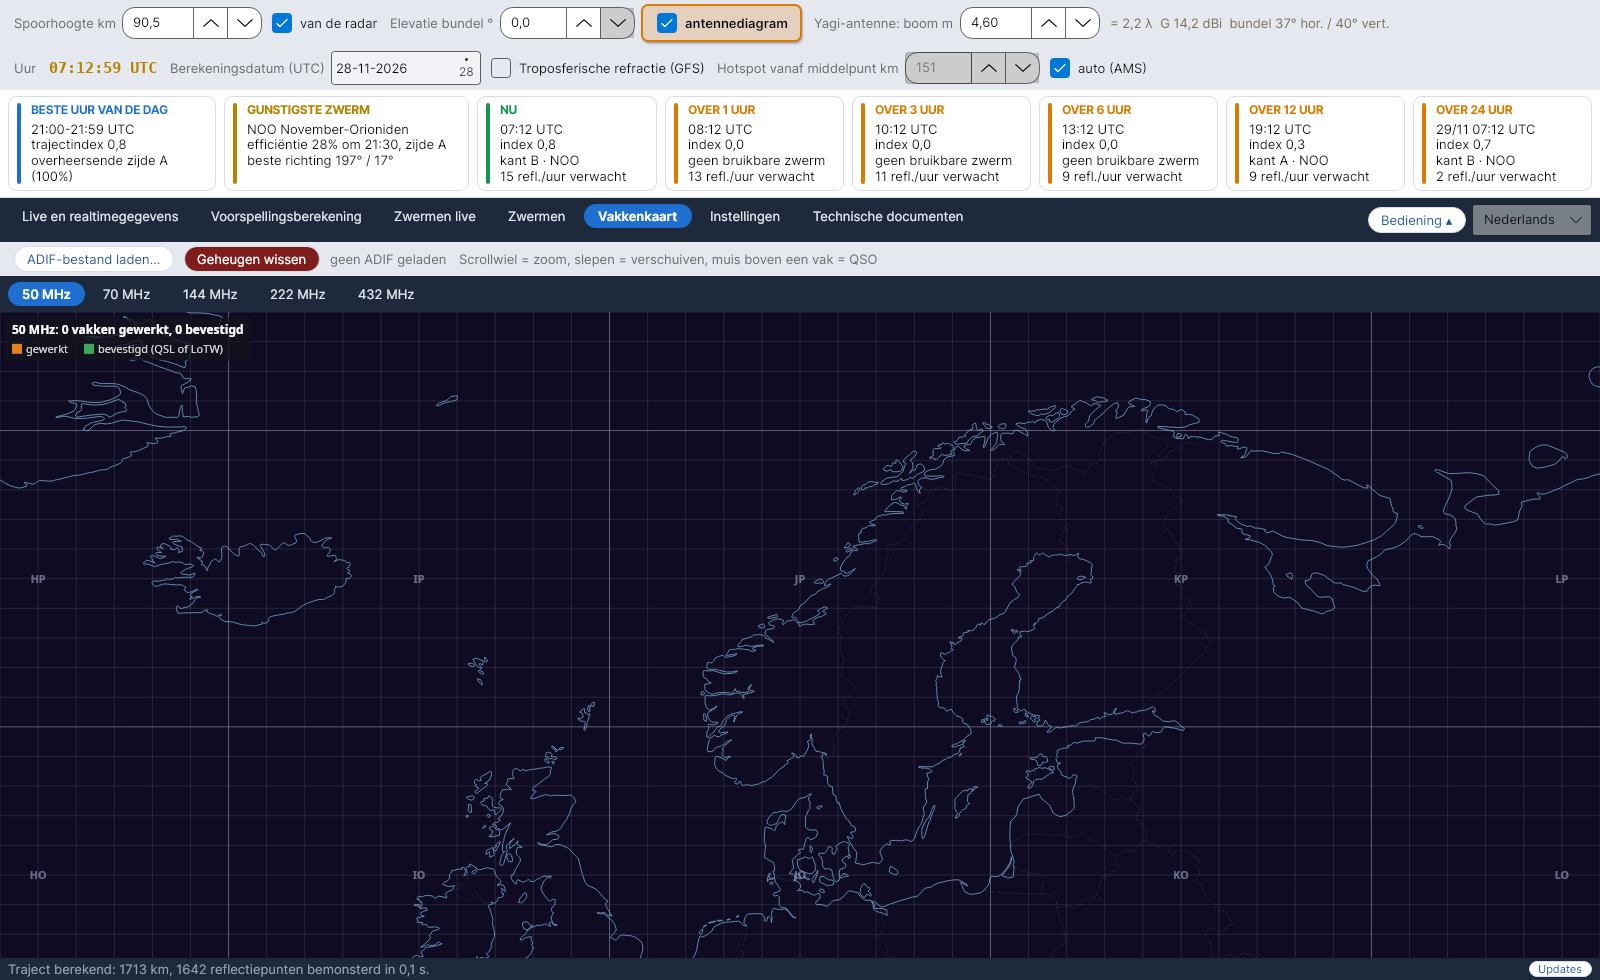 Spoorhoogte km 90,5 van de radar Elevatie bundel ° 0,0 antennediagram Yagi-antenne: boom m 4,60 = 2,2 λ G 14,2 dBi bundel 37° hor. / 40° vert.
Uur 07:12:59 UTC Berekeningsdatum (UTC) 28-11-2026 28 Troposferische refractie (GFS) Hotspot vanaf middelpunt km 151 auto (AMS)
BESTE UUR VAN DE DAG
21:00-21:59 UTC
trajectindex 0,8
overheersende zijde A
(100%)
GUNSTIGSTE ZWERM
NOO November-Orioniden
efficiëntie 28% om 21:30, zijde A
beste richting 197° / 17°
NU
07:12 UTC
index 0,8
kant B · NOO
15 refl./uur verwacht
OVER 1 UUR
08:12 UTC
index 0,0
geen bruikbare zwerm
13 refl./uur verwacht
OVER 3 UUR
10:12 UTC
index 0,0
geen bruikbare zwerm
11 refl./uur verwacht
OVER 6 UUR
13:12 UTC
index 0,0
geen bruikbare zwerm
9 refl./uur verwacht
OVER 12 UUR
19:12 UTC
index 0,3
kant A · NOO
9 refl./uur verwacht
OVER 24 UUR
29/11 07:12 UTC
index 0,7
kant B · NOO
2 refl./uur verwacht
Live en realtimegegevens Voorspellingsberekening Zwermen live Zwermen Vakkenkaart Instellingen Technische documenten Bediening ▴ Nederlands
ADIF-bestand laden... Geheugen wissen geen ADIF geladen Scrollwiel = zoom, slepen = verschuiven, muis boven een vak = QSO
50 MHz 70 MHz 144 MHz 222 MHz 432 MHz
50 MHz: 0 vakken gewerkt, 0 bevestigd
gewerkt bevestigd (QSL of LoTW)
HP IP JP KP LP
HO IO JO KO LO
Traject berekend: 1713 km, 1642 reflectiepunten bemonsterd in 0,1 s. Updates